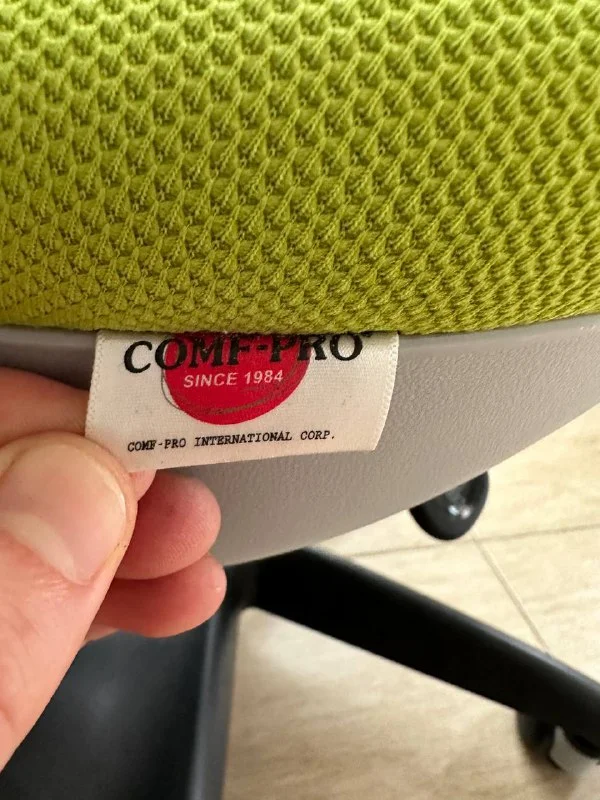 COMF-PRO®
SINCE 1984
COMF-PRO INTERNATIONAL CORP.